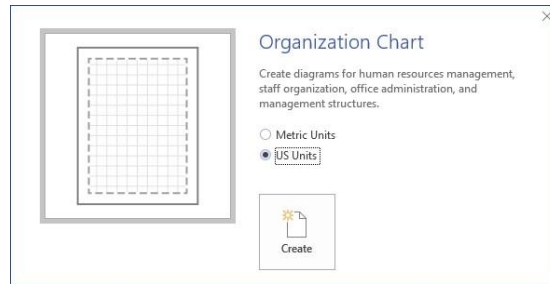 Organization Chart
Create diagrams for human resources management,
staff organization, office administration, and
management structures.
Metric Units
US Units
Create